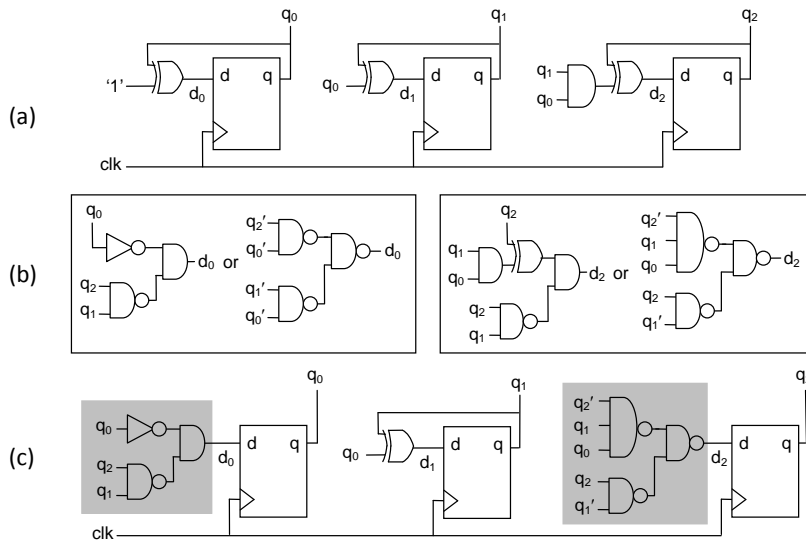 q0 q1 q2
(a)
‘1’ d0 d q
q0 d1 d q
q1
q0 d2 d q
clk
(b)
q0
q2
q1
d0 or
q2′
q0′
q1′
q0′
d0
q2
q1
q0
q2
q1
d2 or
q2′
q1
q0
q2
q1′
d2
(c)
q0 q1 q
q0
q2
q1
d0 d q
q0 d1 d q
q2′
q1
q0
q2
q1′
d2 d q
clk